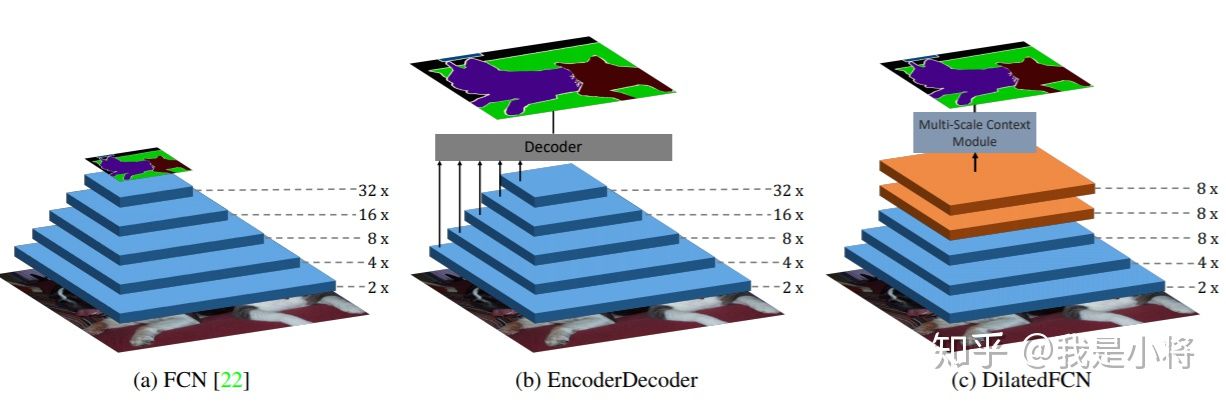 32 x
16 x
8 x
4 x
2 x
(a) FCN [22]
Decoder
32 x
16 x
8 x
4 x
2 x
(b) EncoderDecoder
Multi-Scale Context
Module
8 x
8 x
8 x
4 x
2 x
(c) DilatedFCN
知乎 @我是小将